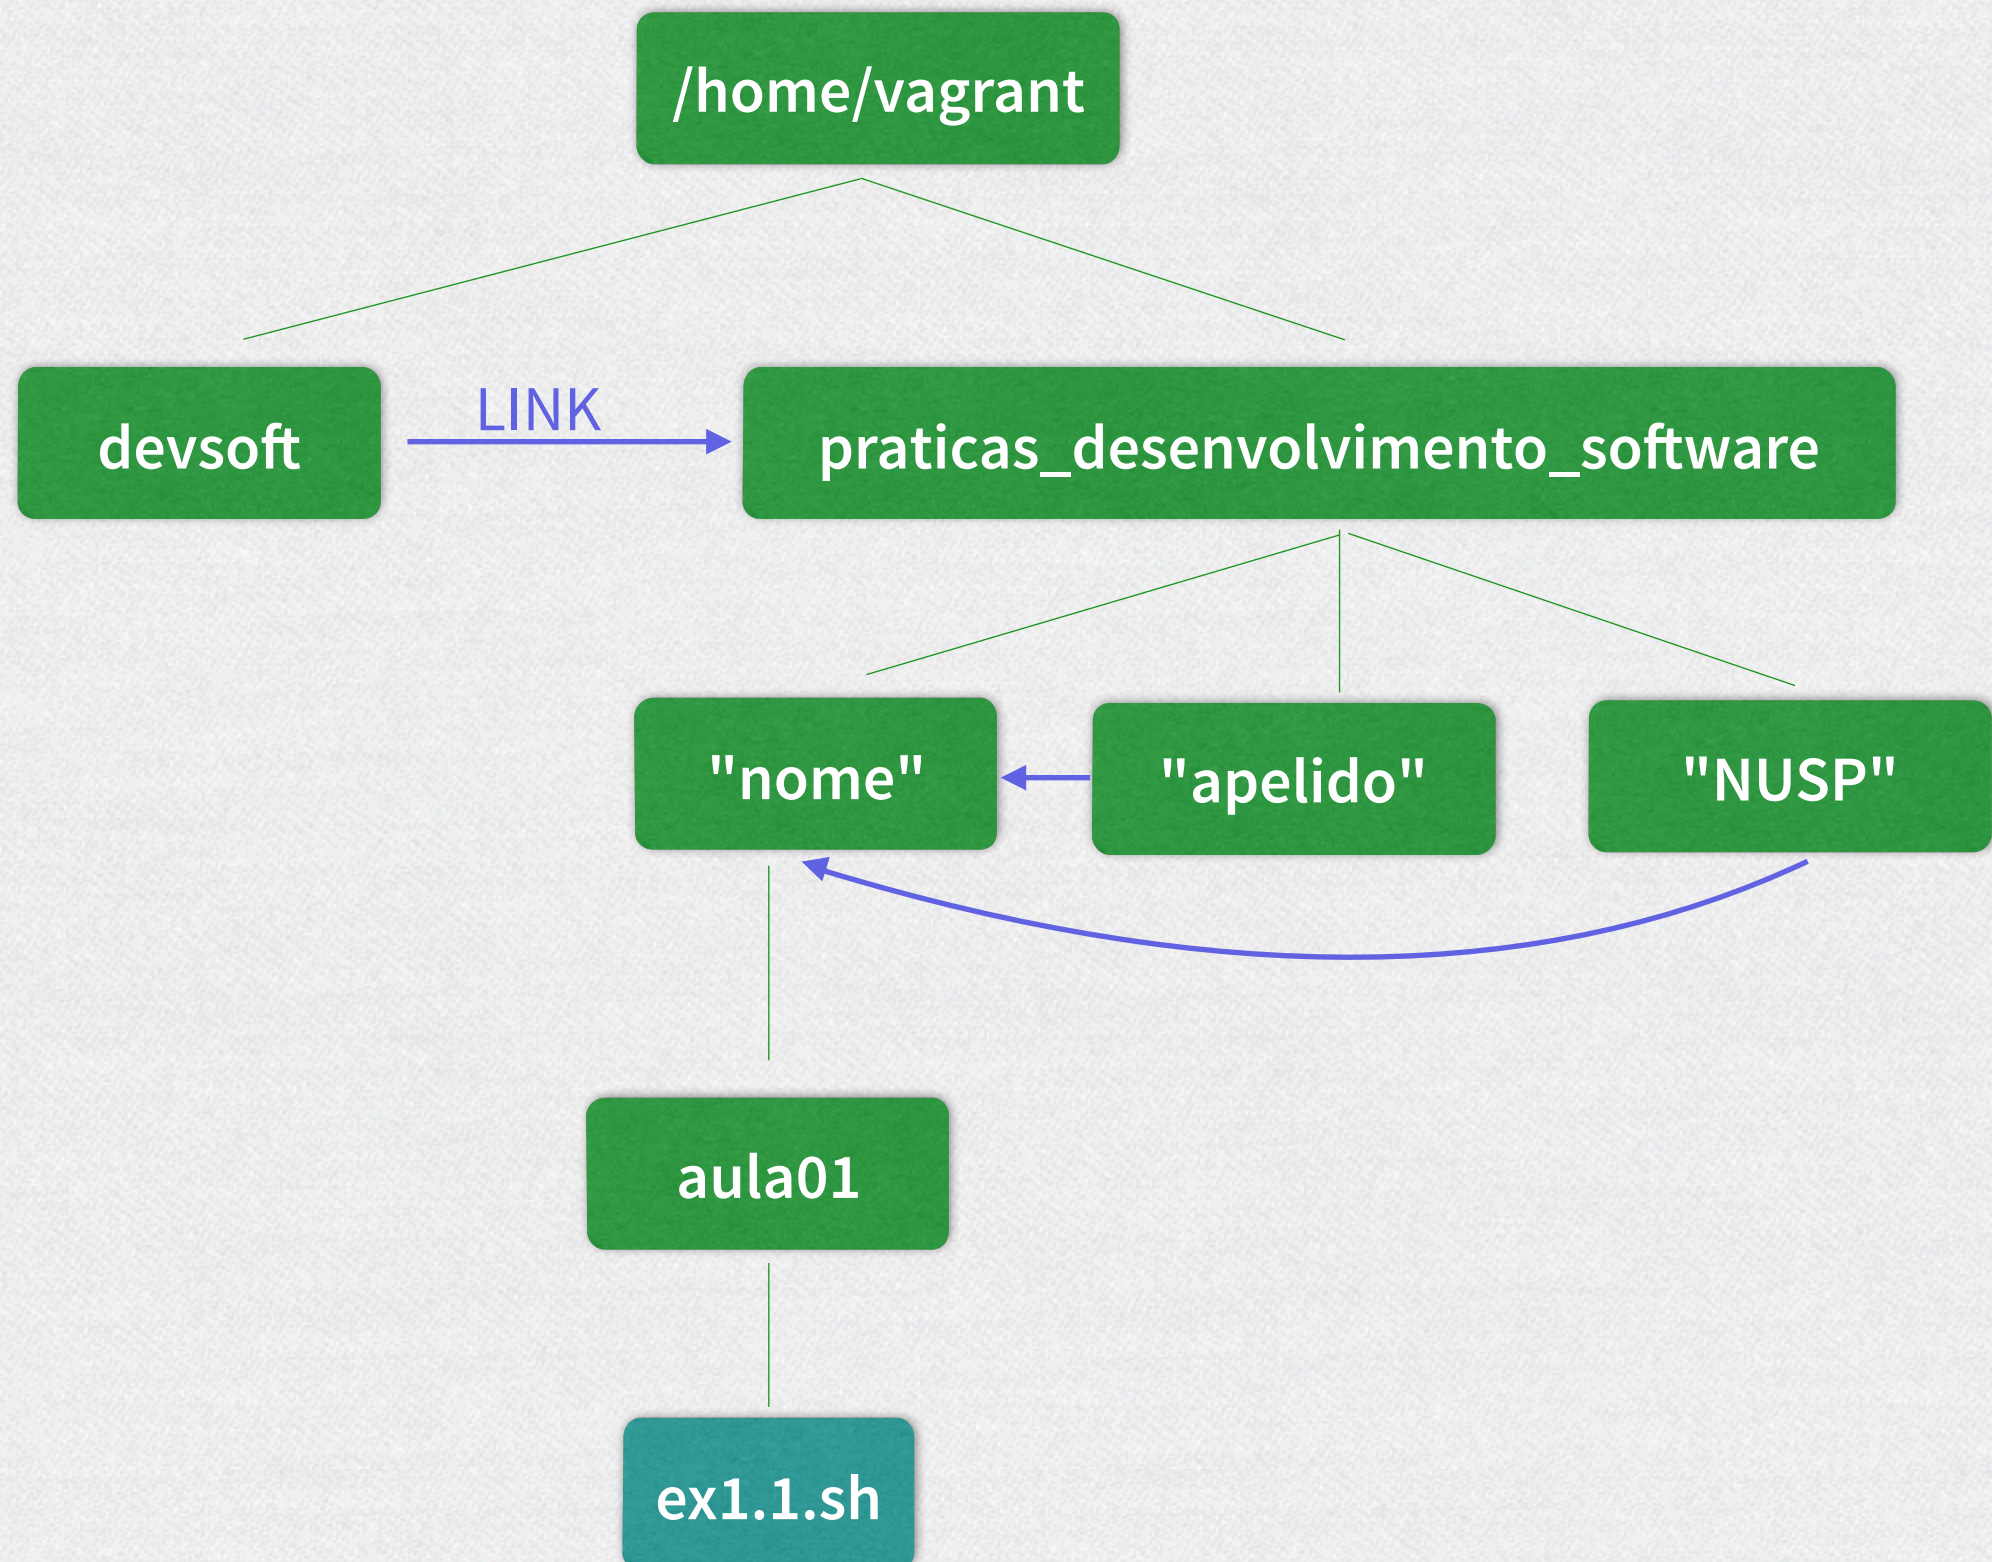 /home/vagrant
devsoft
LINK
praticas_desenvolvimento_software
"nome"
"apelido"
"NUSP"
aula01
ex1.1.sh